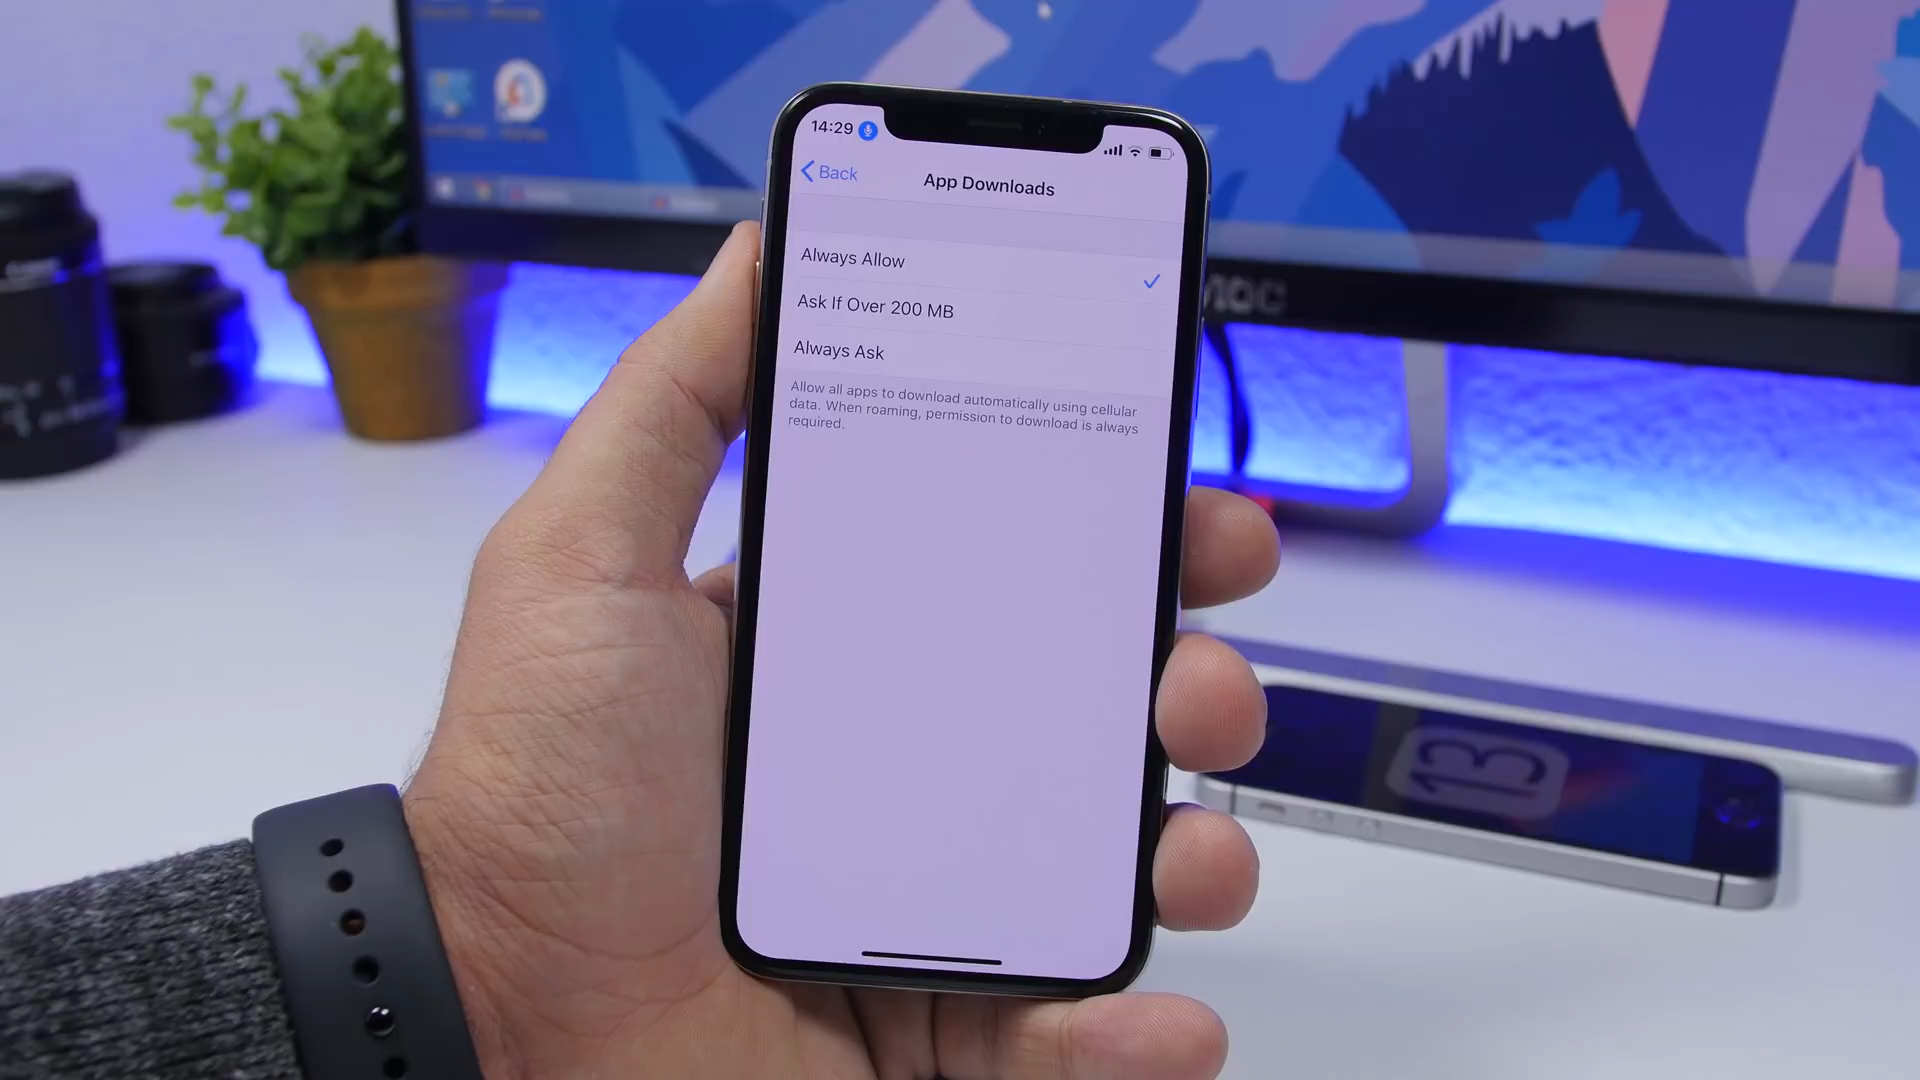 14:29
Back
App Downloads
Always Allow
Ask If Over 200 MB
Always Ask
Allow all apps to download automatically using cellular
data. When roaming, permission to download is always
required.
13